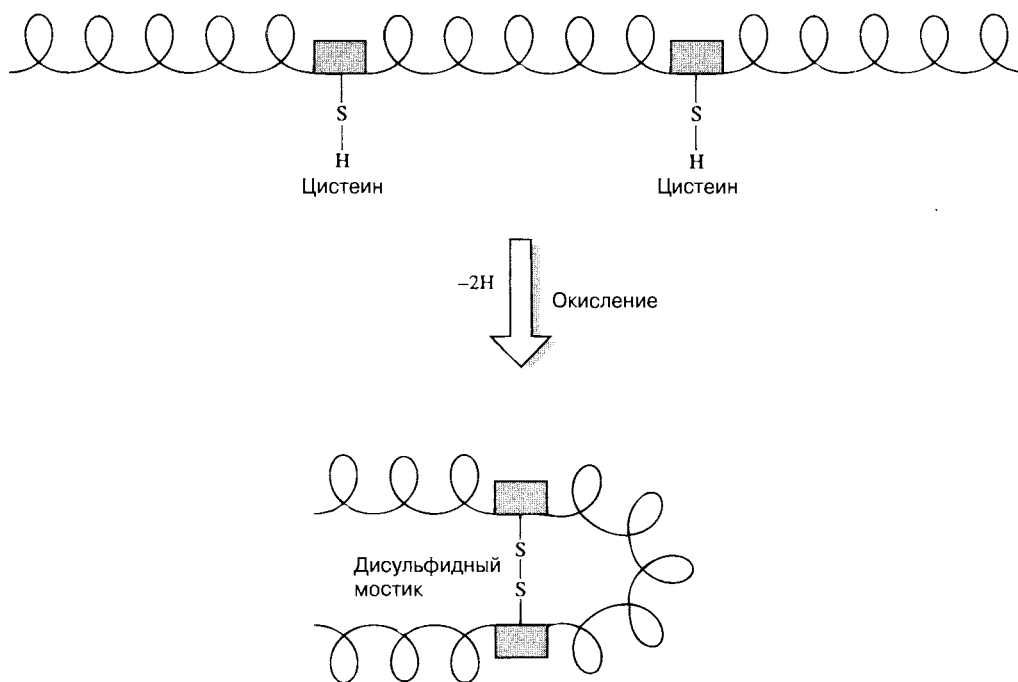 S
H
Цистеин
S
H
Цистеин
–2H
Окисление
S
Дисульфидный
S
мостик